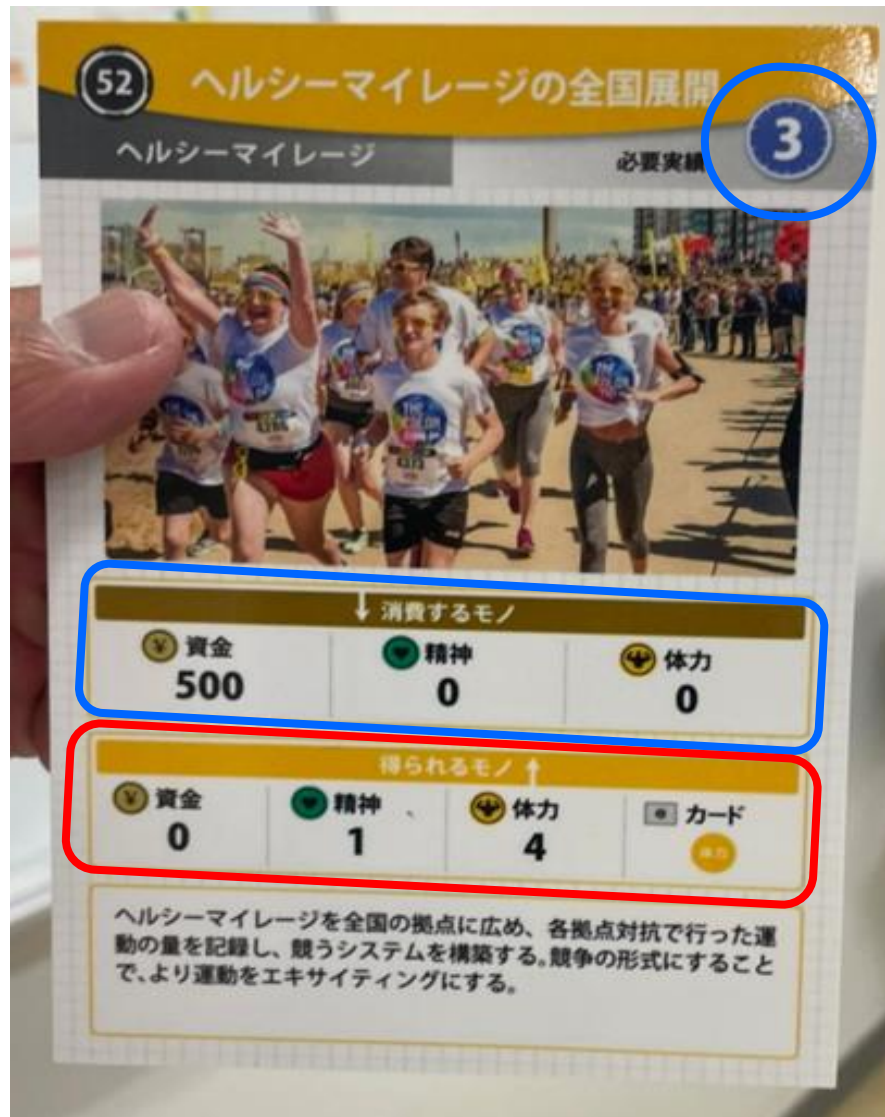 52
ヘルシーマイレージの全国展開
ヘルシーマイレージ
必要実績
3
↓ 消費するモノ
資金
精神
体力
500
0
0
得られるモノ ↑
資金
精神
体力
カード
0
1
4
体力
ヘルシーマイレージを全国の拠点に広め、各拠点対抗で行った運
動の量を記録し、競うシステムを構築する。競争の形式にすること
で、より運動をエキサイティングにする。